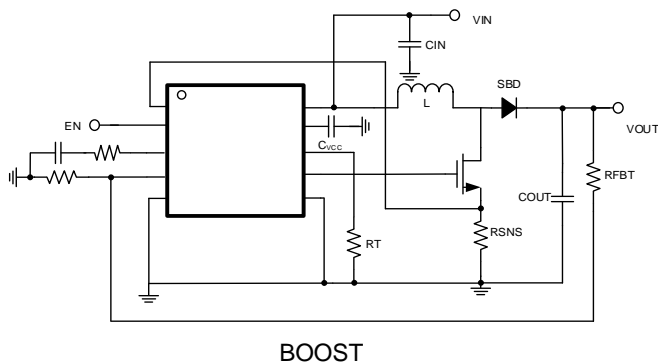 VIN
CIN
SBD
L
VOUT
EN
CVCC
RFBT
COUT
RSNS
RT
BOOST